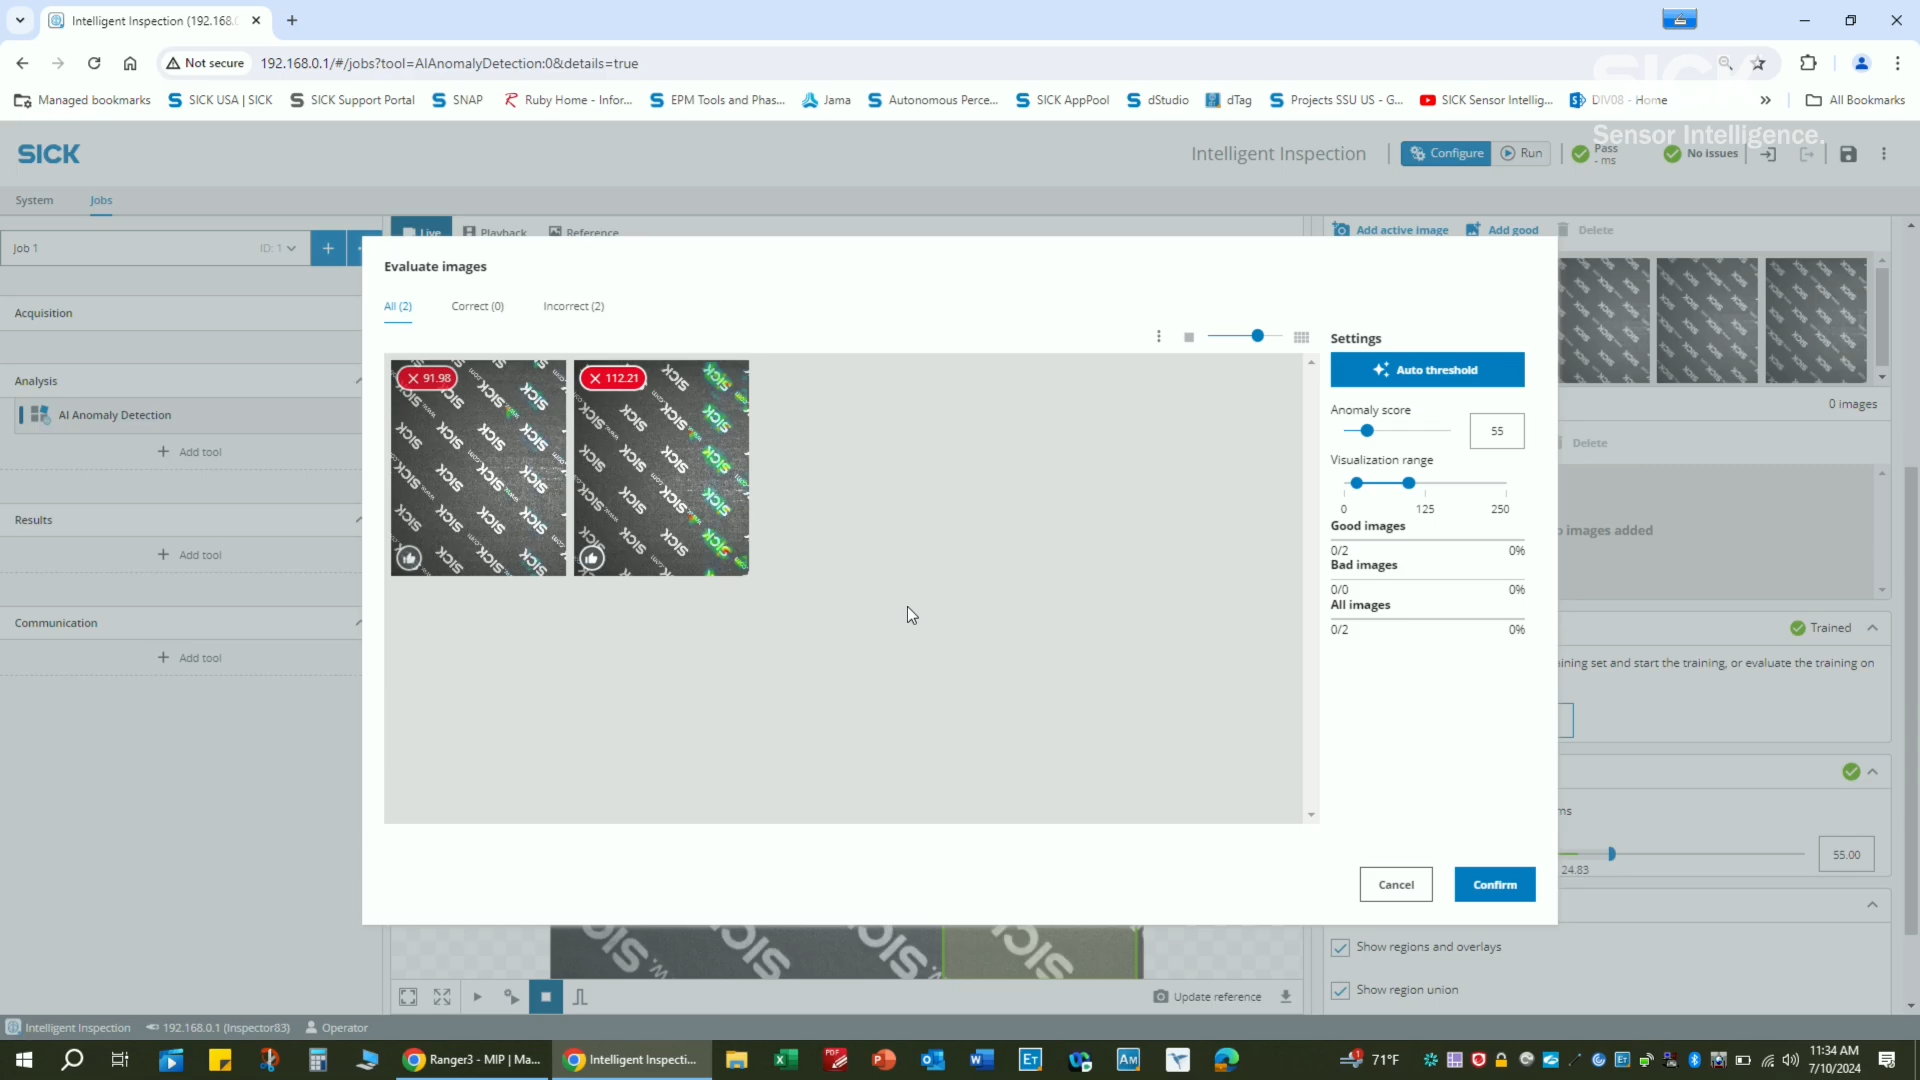 Intelligent Inspection (192.168.
Not secure
192.168.0.1/#/jobs?tool=AIAnomalyDetection:0&details=true
Managed bookmarks
SICK USA | SICK
SICK Support Portal
SNAP
Ruby Home - Infor...
EPM Tools and Phas...
Jama
Autonomous Perce...
SICK AppPool
dStudio
dTag
Projects SSU US - G...
SICK Sensor Intellig...
DIV08 - Home
All Bookmarks
SICK
Sensor Intelligence.
SICK
Intelligent Inspection
Configure
Run
Pass
- ms
No issues
System
Jobs
Live
Playback
Reference
Add active image
Add good
Delete
Job 1
ID: 1
Evaluate images
All (2)
Correct (0)
Incorrect (2)
Acquisition
Settings
Auto threshold
Analysis
91.98
112.21
AI Anomaly Detection
Anomaly score
55
0 images
Add tool
Delete
Visualization range
0
125
250
Results
Good images
0/2
0%
images added
Add tool
Bad images
0/0
0%
All images
0/2
0%
Communication
Trained
Add tool
aining set and start the training, or evaluate the training on
ms
55.00
24.83
Cancel
Confirm
Show regions and overlays
Show region union
Update reference
Intelligent Inspection
192.168.0.1 (Inspector83)
Operator
Ranger3 - MIP | Ma...
Intelligent Inspecti...
71°F
11:34 AM
7/10/2024